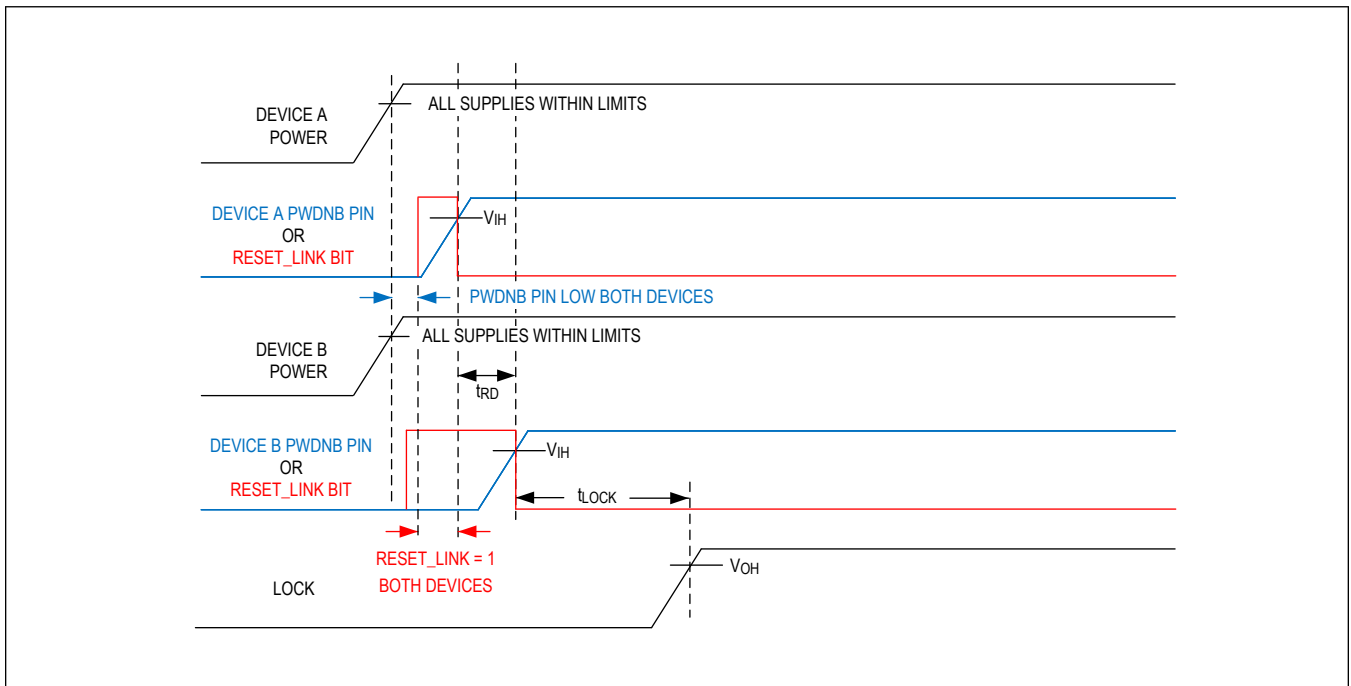 DEVICE A
POWER
ALL SUPPLIES WITHIN LIMITS
DEVICE A PWDNB PIN
OR
RESET_LINK BIT
VIH
PWDNB PIN LOW BOTH DEVICES
DEVICE B
POWER
ALL SUPPLIES WITHIN LIMITS
tRD
DEVICE B PWDNB PIN
OR
RESET_LINK BIT
VIH
tLOCK
RESET_LINK = 1
BOTH DEVICES
LOCK
VOH